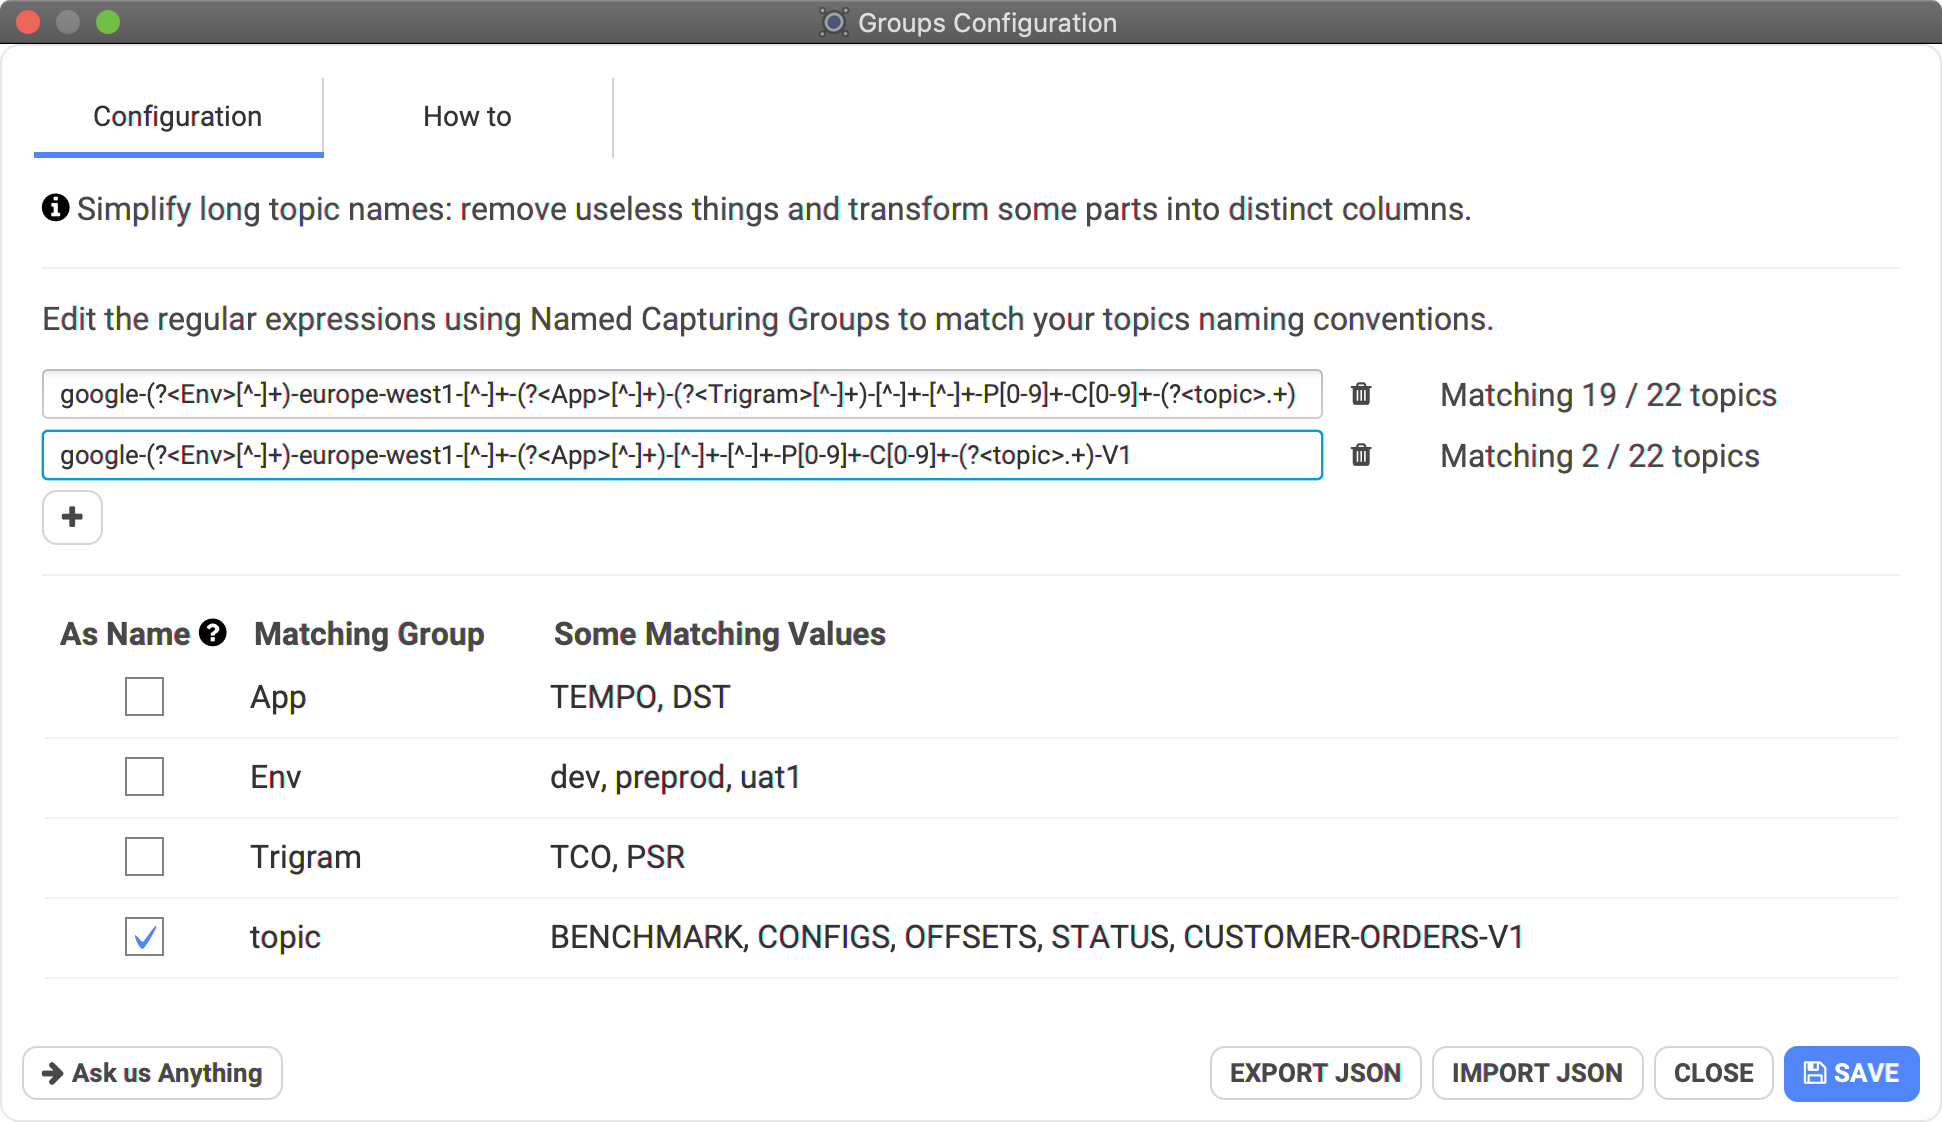 Groups Configuration
Configuration
How to
Simplify long topic names: remove useless things and transform some parts into distinct columns.
Edit the regular expressions using Named Capturing Groups to match your topics naming conventions.
google-(?<Env>[^-]+)-europe-west1-[^-]+-(?<App>[^-]+)-(?<Trigram>[^-]+)-[^-]+-[^-]+-P[0-9]+-C[0-9]+-(?<topic>.+) Matching 19 / 22 topics
google-(?<Env>[^-]+)-europe-west1-[^-]+-(?<App>[^-]+)-[^-]+-[^-]+-P[0-9]+-C[0-9]+-(?<topic>.+)-V1 Matching 2 / 22 topics
As Name Matching Group Some Matching Values
App TEMPO, DST
Env dev, preprod, uat1
Trigram TCO, PSR
topic BENCHMARK, CONFIGS, OFFSETS, STATUS, CUSTOMER-ORDERS-V1
Ask us Anything EXPORT JSON IMPORT JSON CLOSE SAVE